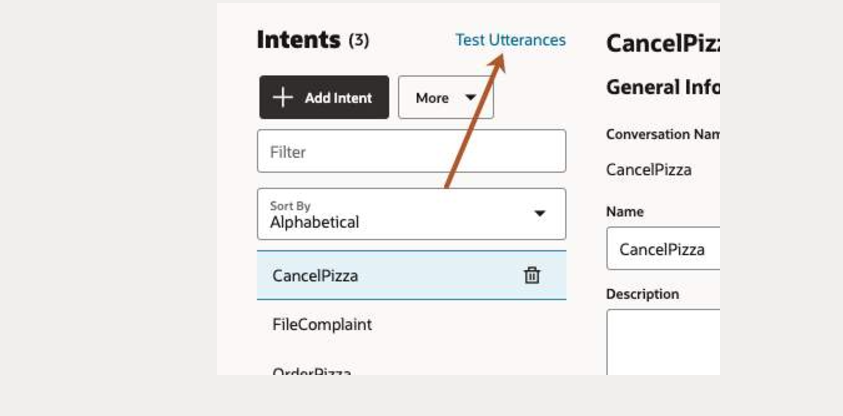 Intents (3)
Test Utterances
Add Intent
More
Filter
Sort By
Alphabetical
CancelPizza
FileComplaint
OrderPizza
CancelPiz
General Info
Conversation Nam
CancelPizza
Name
CancelPizza
Description